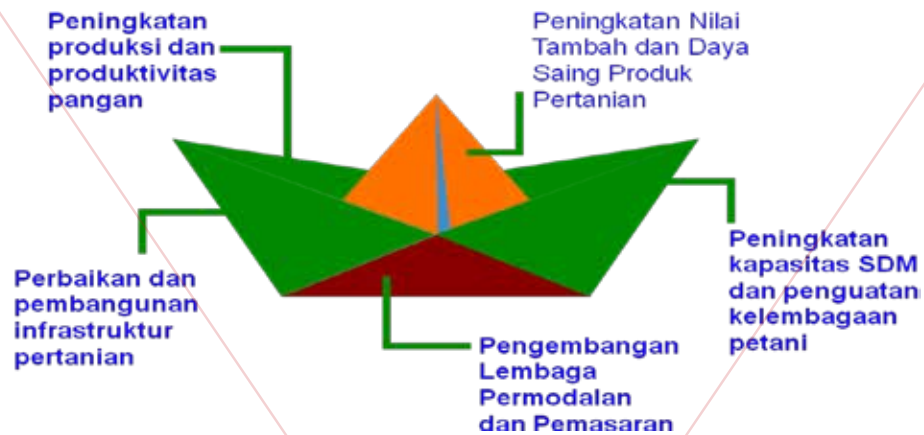 Peningkatan
produksi dan
produktivitas
pangan
Peningkatan Nilai
Tambah dan Daya
Saing Produk
Pertanian
Perbaikan dan
pembangunan
infrastruktur
pertanian
Pengembangan
Lembaga
Permodalan
dan Pemasaran
Peningkatan
kapasitas SDM
dan penguatan
kelembagaan
petani